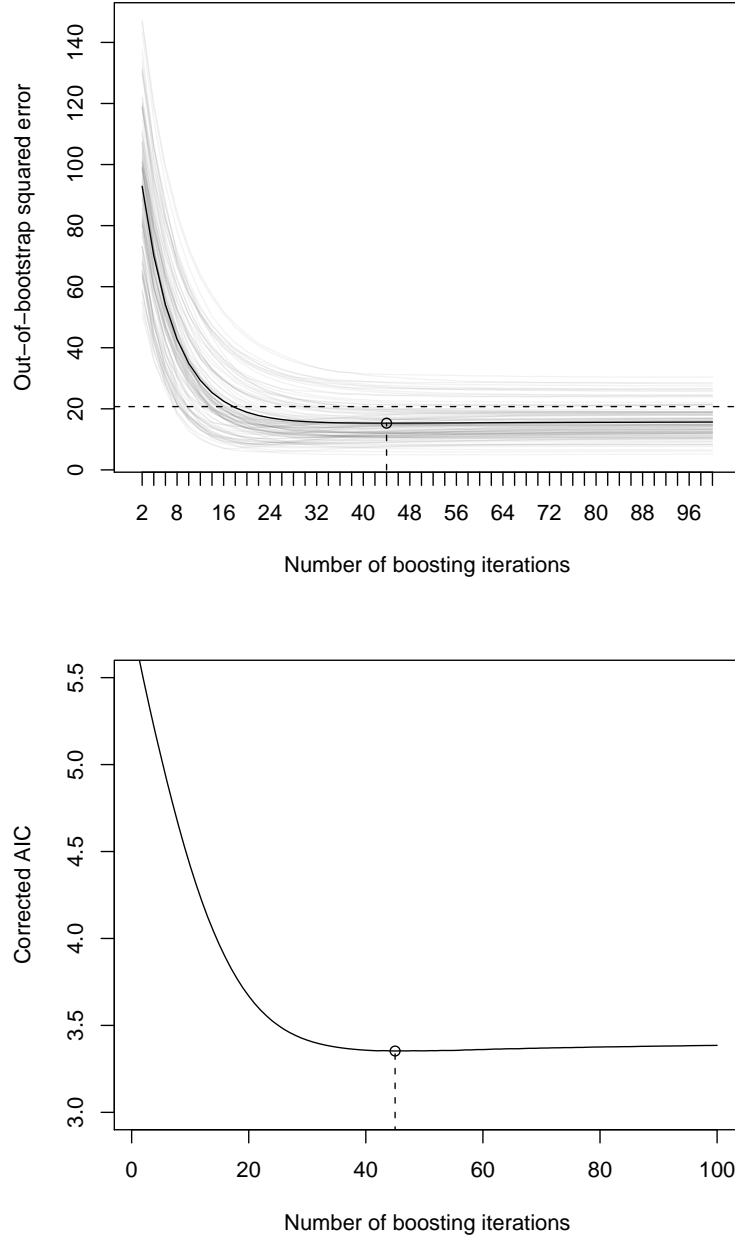 Out−of−bootstrap squared error
0 20 40 60 80 100 120 140
2 8 16 24 32 40 48 56 64 72 80 88 96
Number of boosting iterations
Corrected AIC
3.0 3.5 4.0 4.5 5.0 5.5
0 20 40 60 80 100
Number of boosting iterations